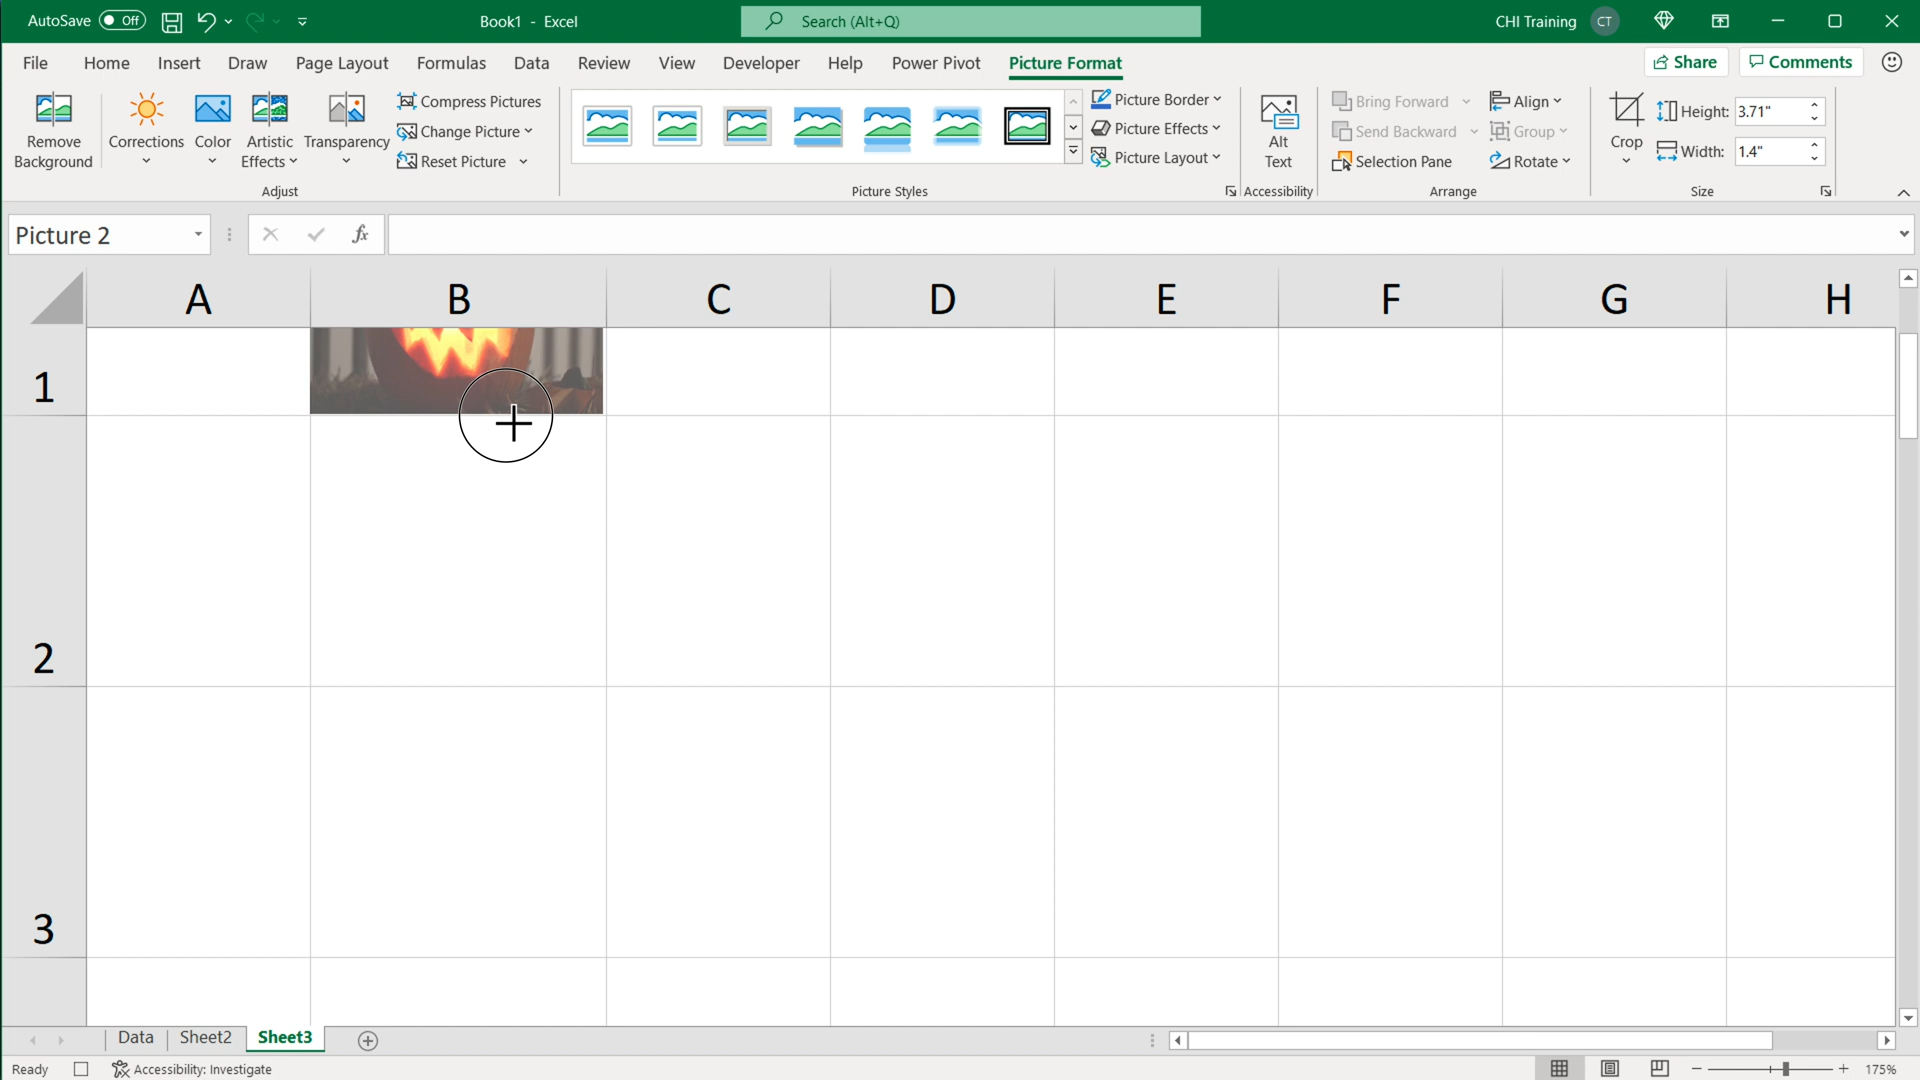 AutoSave Off Book1 - Excel Search (Alt+Q) CHI Training CT
File Home Insert Draw Page Layout Formulas Data Review View Developer Help Power Pivot Picture Format Share Comments
Remove Background
Corrections
Color
Artistic Effects
Transparency
Compress Pictures
Change Picture
Reset Picture
Adjust
Picture Border
Picture Effects
Picture Layout
Picture Styles
Alt Text
Accessibility
Bring Forward
Send Backward
Selection Pane
Align
Group
Rotate
Arrange
Crop
Height: 3.71"
Width: 1.4"
Size
Picture 2 fx
A B C D E F G H
1
2
3
Data Sheet2 Sheet3
Ready Accessibility: Investigate 175%